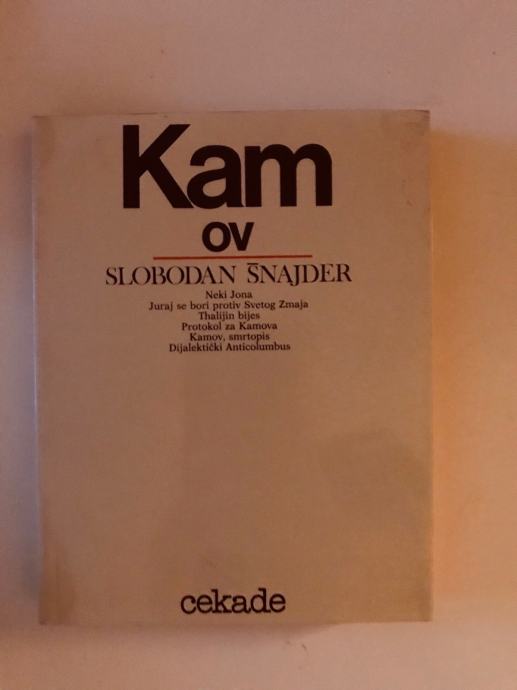 Kam
ov
SLOBODAN ŠNAJDER
Neki Jona
Juraj se bori protiv Svetog Zmaja
Thalijin bijes
Protokol za Kamova
Kamov, smrtopis
Dijalektički Anticolumbus
cekade